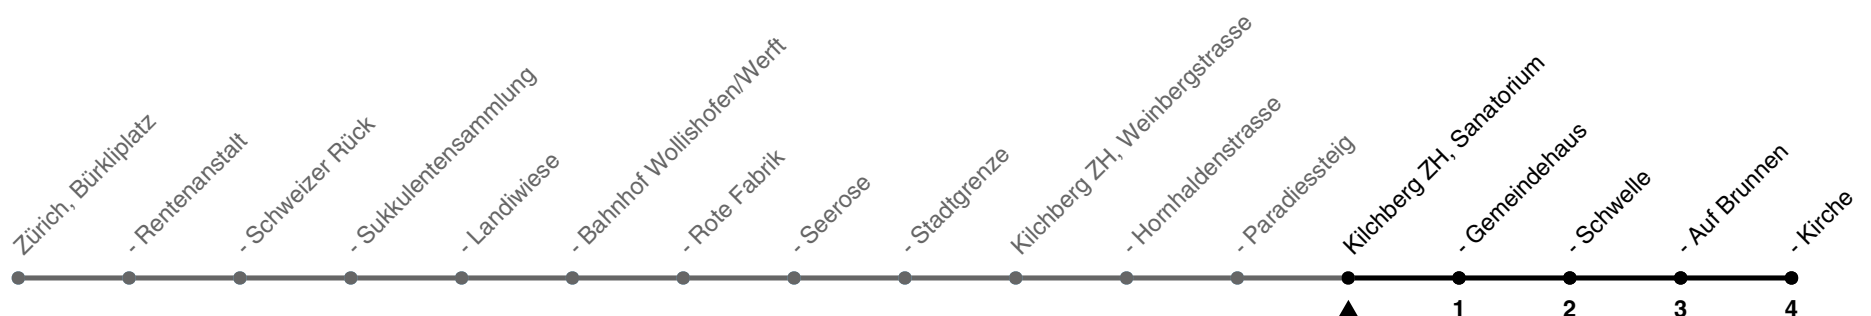 Zürich, Bürkliplatz
- Rentenanstalt
- Schweizer Rück
- Sukkulentensammlung
- Landiwiese
- Bahnhof Wollishofen/Werft
- Rote Fabrik
- Seerose
- Stadtgrenze
Kilchberg ZH, Weinbergstrasse
- Hornhaldenstrasse
- Paradiessteig
Kilchberg ZH, Sanatorium
- Gemeindehaus
- Schwelle
- Auf Brunnen
- Kirche
1 2 3 4